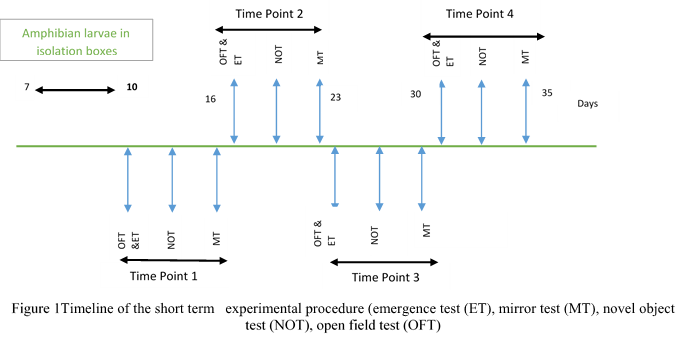 Time Point 2
Time Point 4
Amphibian larvae in
isolation boxes
OFT &
ET
NOT
MT
OFT &
ET
NOT
MT
7
10
16
23
30
35
Days
OFT
&ET
NOT
MT
OFT &
ET
NOT
MT
Time Point 1
Time Point 3
Figure 1Timeline of the short term experimental procedure (emergence test (ET), mirror test (MT), novel object
test (NOT), open field test (OFT)